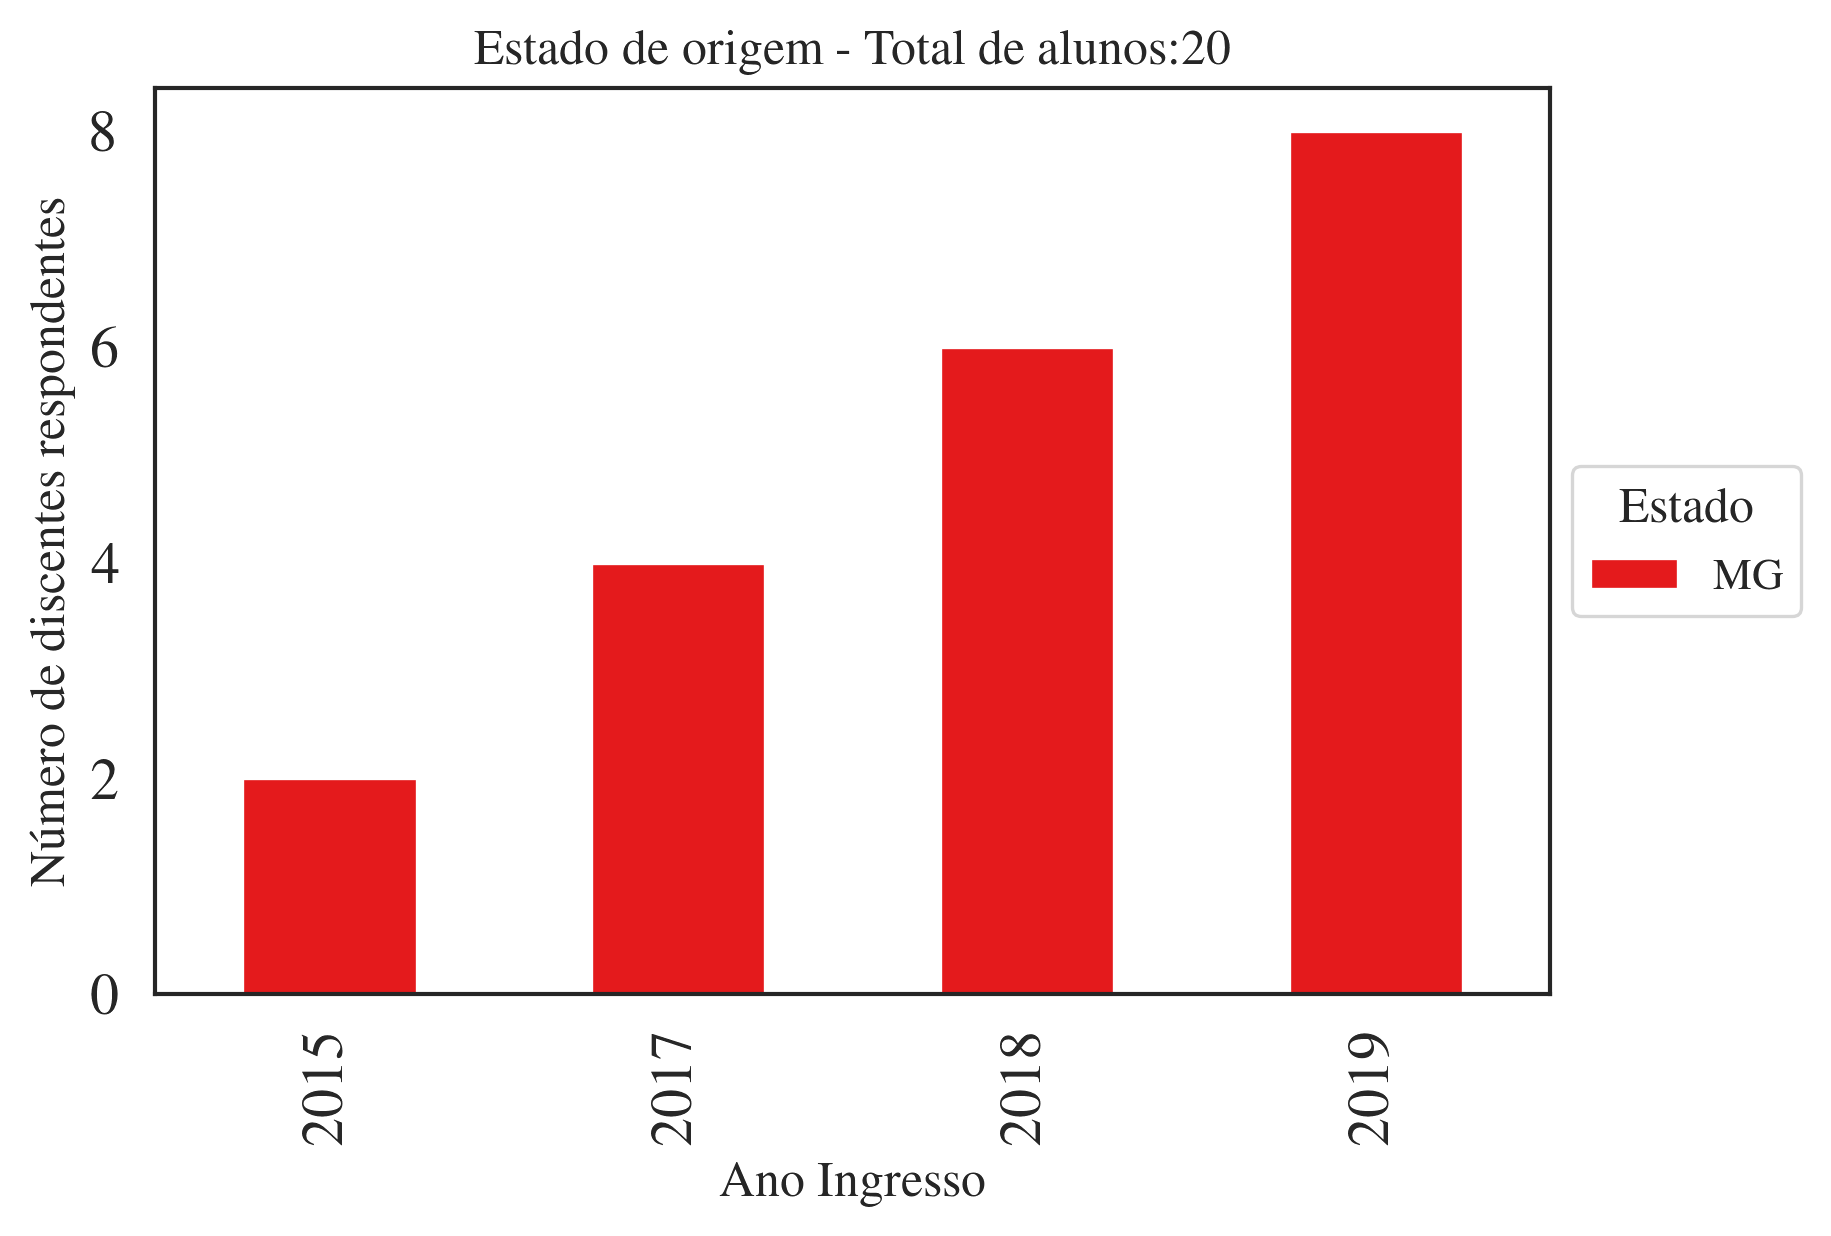 Estado de origem - Total de alunos:20
Número de discentes respondentes
8
6
4
2
0
2015
2017
2018
2019
Ano Ingresso
Estado
MG